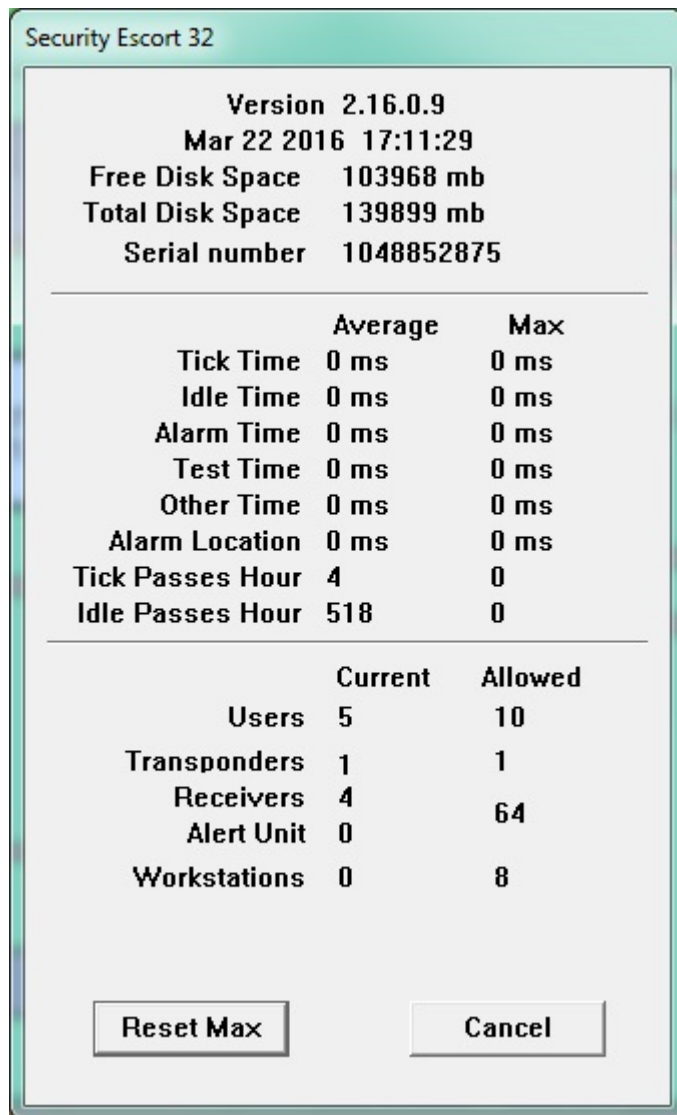 Security Escort 32
Version 2.16.0.9
Mar 22 2016 17:11:29
Free Disk Space 103968 mb
Total Disk Space 139899 mb
Serial number 1048852875
Average Max
Tick Time 0 ms 0 ms
Idle Time 0 ms 0 ms
Alarm Time 0 ms 0 ms
Test Time 0 ms 0 ms
Other Time 0 ms 0 ms
Alarm Location 0 ms 0 ms
Tick Passes Hour 4 0
Idle Passes Hour 518 0
Current Allowed
Users 5 10
Transponders 1 1
Receivers 4 64
Alert Unit 0
Workstations 0 8
Reset Max Cancel